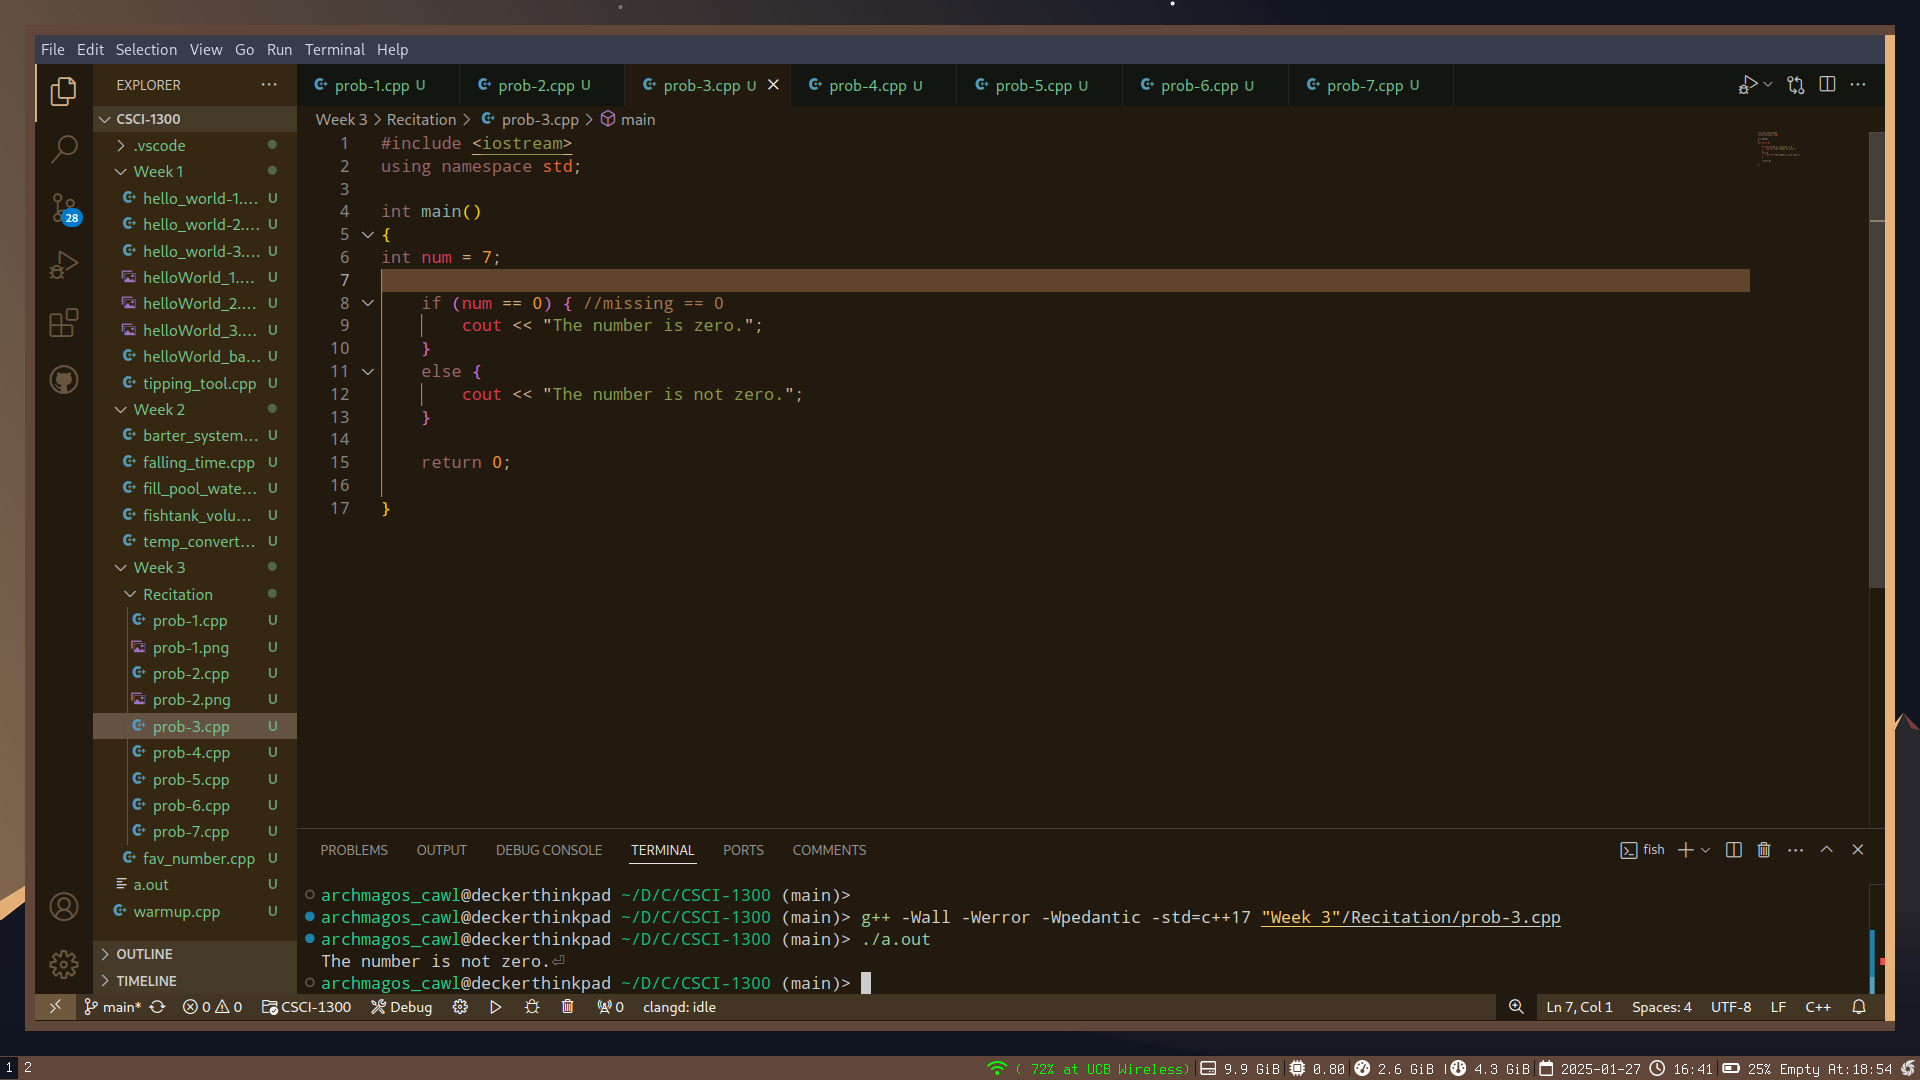 File Edit Selection View Go Run Terminal Help
EXPLORER
CSCI-1300
.vscode
Week 1
hello_world-1.... U
hello_world-2.... U
hello_world-3.... U
helloWorld_1.... U
helloWorld_2.... U
helloWorld_3.... U
helloWorld_ba... U
tipping_tool.cpp U
Week 2
barter_system... U
falling_time.cpp U
fill_pool_wate... U
fishtank_volu... U
temp_convert... U
Week 3
Recitation
prob-1.cpp U
prob-1.png U
prob-2.cpp U
prob-2.png U
prob-3.cpp U
prob-4.cpp U
prob-5.cpp U
prob-6.cpp U
prob-7.cpp U
fav_number.cpp U
a.out U
warmup.cpp U
OUTLINE
TIMELINE
28
prob-1.cpp U prob-2.cpp U prob-3.cpp U prob-4.cpp U prob-5.cpp U prob-6.cpp U prob-7.cpp U
Week 3 > Recitation > prob-3.cpp > main
1 #include <iostream>
2 using namespace std;
3
4 int main()
5 {
6 int num = 7;
7
8 if (num == 0) { //missing == 0
9 cout << "The number is zero.";
10 }
11 else {
12 cout << "The number is not zero.";
13 }
14
15 return 0;
16
17 }
PROBLEMS OUTPUT DEBUG CONSOLE TERMINAL PORTS COMMENTS
fish
archmagos_cawl@deckerthinkpad ~/D/C/CSCI-1300 (main)>
archmagos_cawl@deckerthinkpad ~/D/C/CSCI-1300 (main)> g++ -Wall -Werror -Wpedantic -std=c++17 "Week 3"/Recitation/prob-3.cpp
archmagos_cawl@deckerthinkpad ~/D/C/CSCI-1300 (main)> ./a.out
The number is not zero.⏎
archmagos_cawl@deckerthinkpad ~/D/C/CSCI-1300 (main)>
main* 0 0 CSCI-1300 Debug 0 clangd: idle Ln 7, Col 1 Spaces: 4 UTF-8 LF C++
1 2 ( 72% at UCB Wireless) 9.9 GiB 0.80 2.6 GiB | 4.3 GiB 2025-01-27 16:41 25% Empty At:18:54